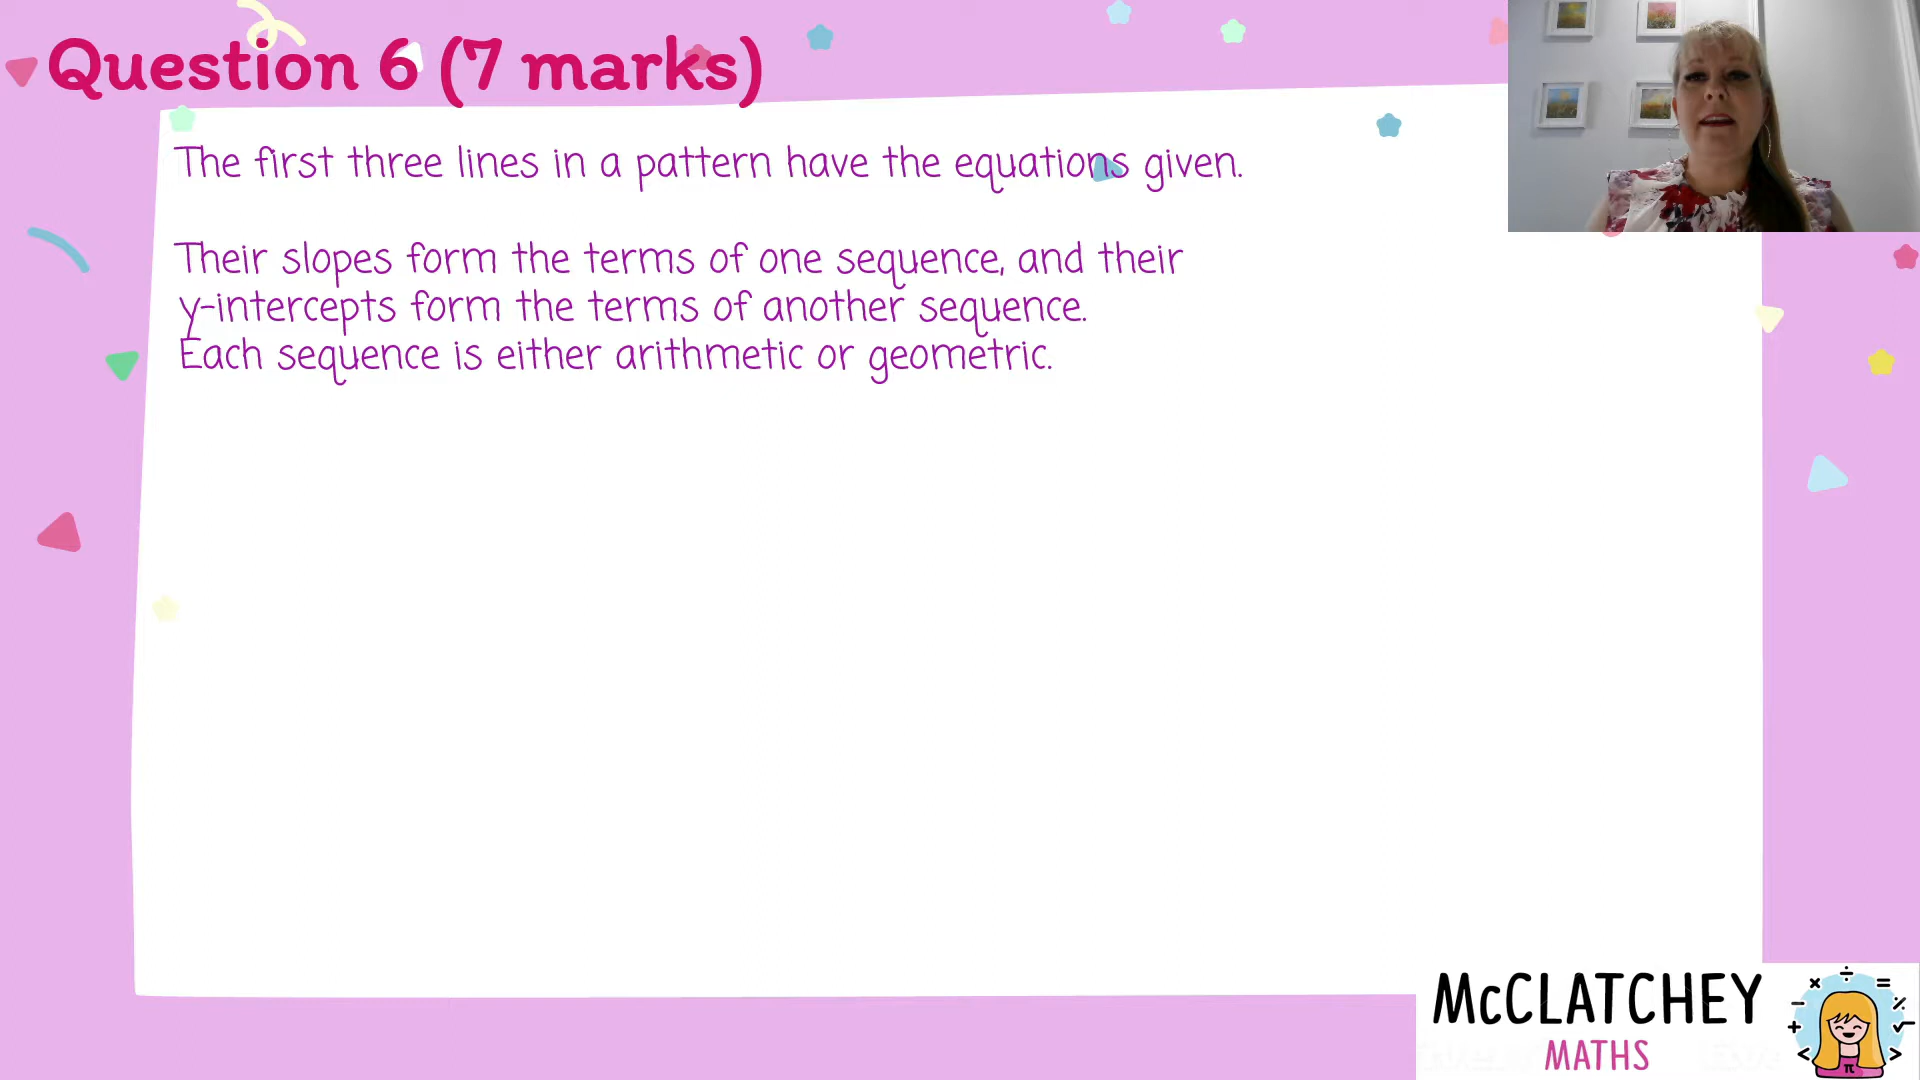 Question 6 (7 marks)
The first three lines in a pattern have the equations given.
Their slopes form the terms of one sequence, and their
y-intercepts form the terms of another sequence.
Each sequence is either arithmetic or geometric.
McCLATCHEY
MATHS